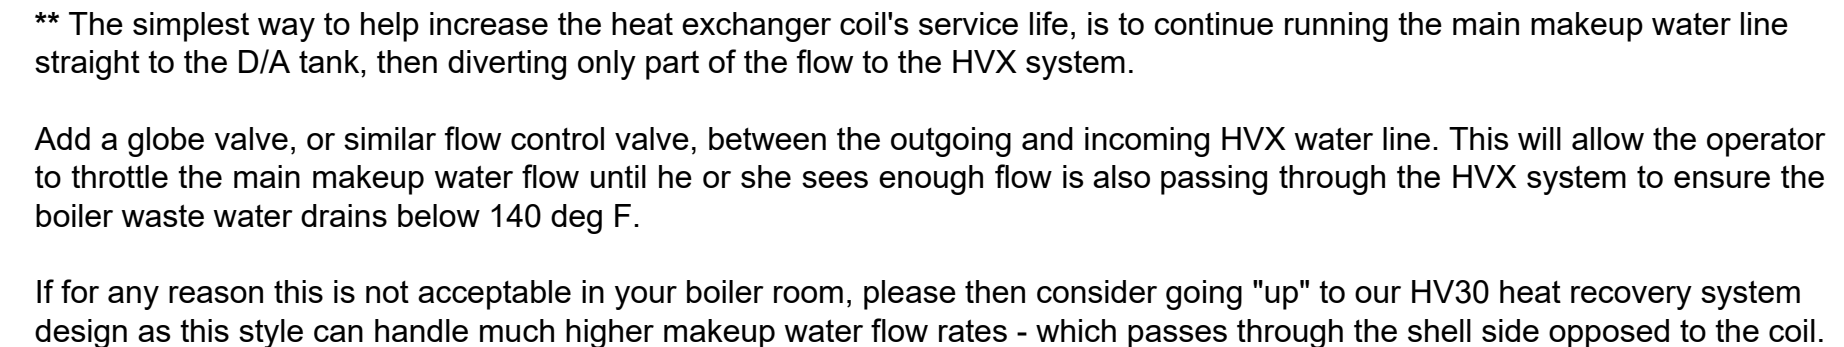 ** The simplest way to help increase the heat exchanger coil's service life, is to continue running the main makeup water line
straight to the D/A tank, then diverting only part of the flow to the HVX system.
Add a globe valve, or similar flow control valve, between the outgoing and incoming HVX water line. This will allow the operator
to throttle the main makeup water flow until he or she sees enough flow is also passing through the HVX system to ensure the
boiler waste water drains below 140 deg F.
If for any reason this is not acceptable in your boiler room, please then consider going "up" to our HV30 heat recovery system
design as this style can handle much higher makeup water flow rates - which passes through the shell side opposed to the coil.